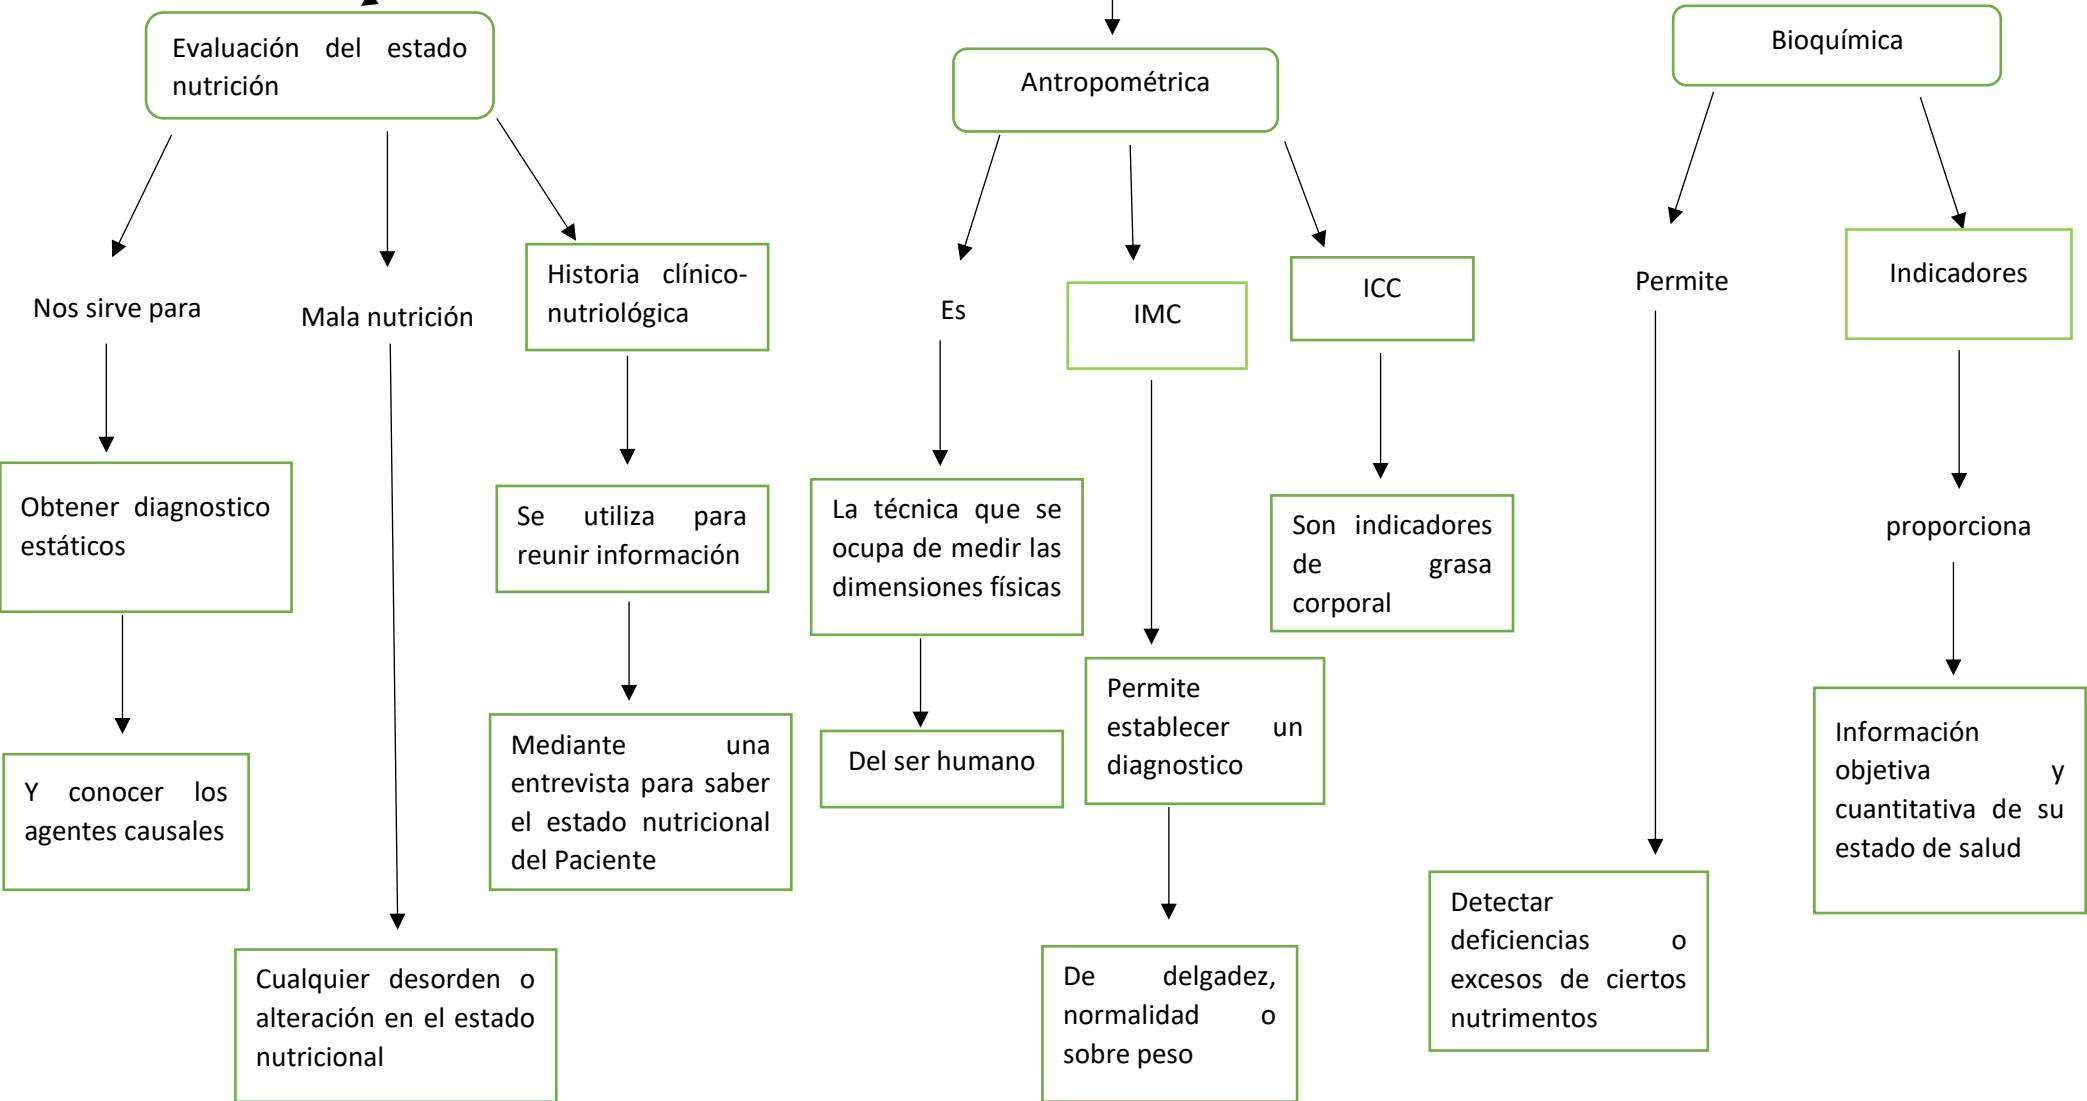 Evaluación del estado
nutrición
Nos sirve para
Obtener diagnostico
estáticos
Y conocer los
agentes causales
Mala nutrición
Cualquier desorden o
alteración en el estado
nutricional
Historia clínico-
nutriológica
Se utiliza para
reunir información
Mediante una
entrevista para saber
el estado nutricional
del Paciente
Antropométrica
Es
La técnica que se
ocupa de medir las
dimensiones físicas
Del ser humano
IMC
Permite
establecer un
diagnostico
De delgadez,
normalidad o
sobre peso
ICC
Son indicadores
de grasa
corporal
Bioquímica
Permite
Detectar
deficiencias o
excesos de ciertos
nutrimentos
Indicadores
proporciona
Información
objetiva y
cuantitativa de su
estado de salud